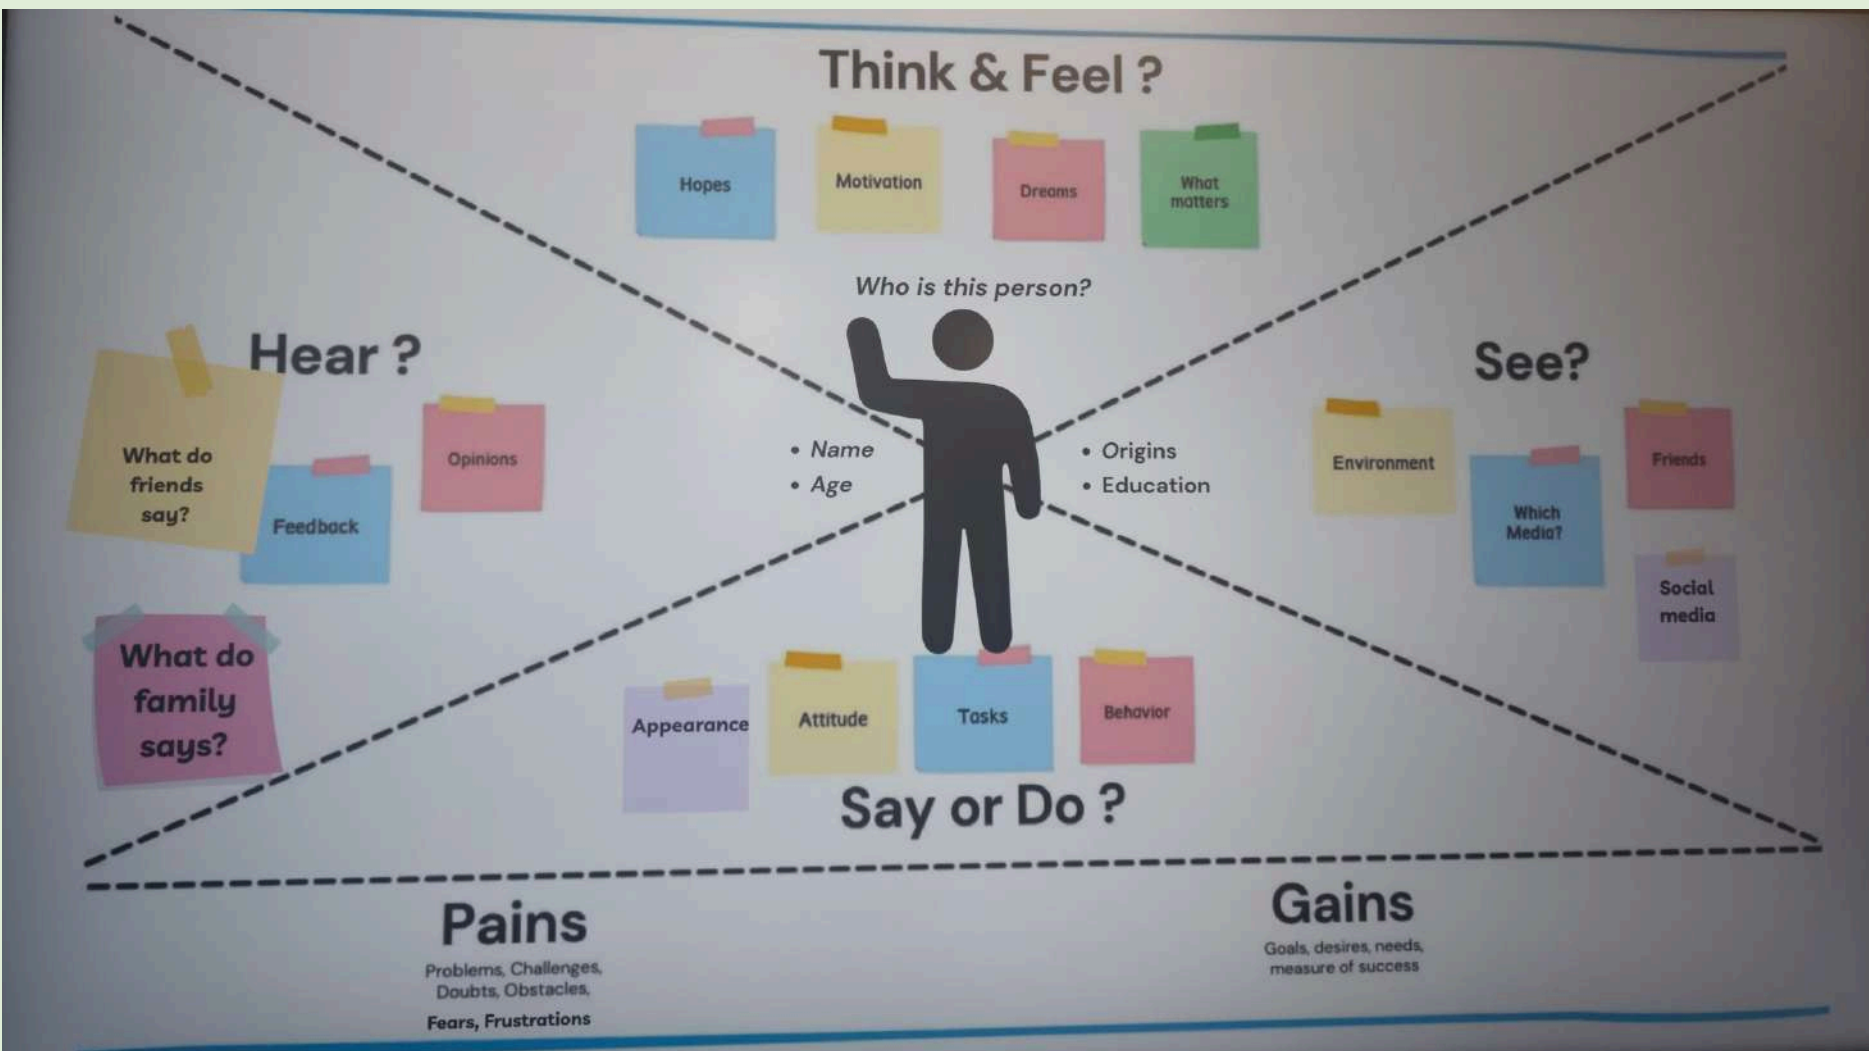 Think & Feel ?
Hopes
Motivation
Dreams
What
matters
Who is this person?
Hear ?
What do
friends
say?
Feedback
Opinions
What do
family
says?
• Name
• Age
• Origins
• Education
See?
Environment
Which
Media?
Friends
Social
media
Appearance
Attitude
Tasks
Behavior
Say or Do ?
Pains
Problems, Challenges,
Doubts, Obstacles,
Fears, Frustrations
Gains
Goals, desires, needs,
measure of success